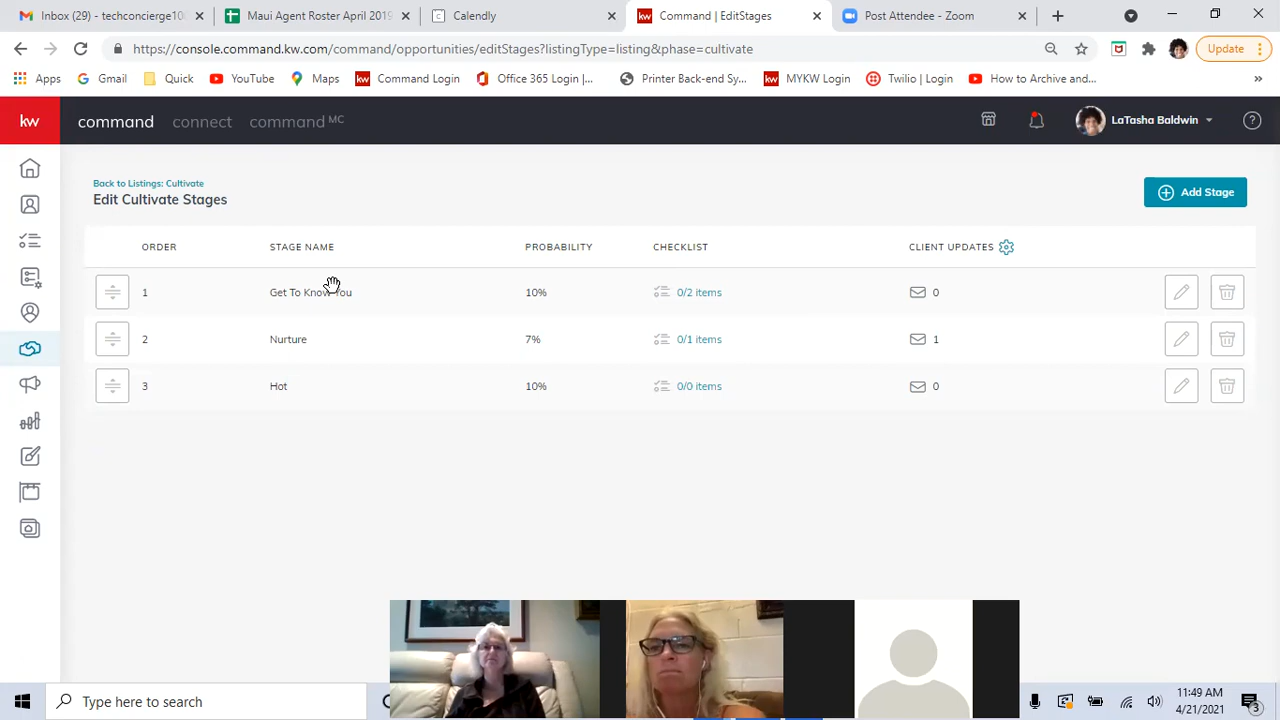 Inbox (29) - techconcierge100
Maui Agent Roster April 2019
Calendly
Command | EditStages
Post Attendee - Zoom
https://console.command.kw.com/command/opportunities/editStages?listingType=listing&phase=cultivate
Update
Apps
Gmail
Quick
YouTube
Maps
Command Login
Office 365 Login |...
Printer Back-end Sy...
MYKW Login
Twilio | Login
How to Archive and...
»
kw
command
connect
command MC
LaTasha Baldwin
Back to Listings: Cultivate
Edit Cultivate Stages
Add Stage
ORDER STAGE NAME PROBABILITY CHECKLIST CLIENT UPDATES
1 Get To Know You 10% 0/2 items 0
2 Nurture 7% 0/1 items 1
3 Hot 10% 0/0 items 0
Type here to search
11:49 AM
4/21/2021
3